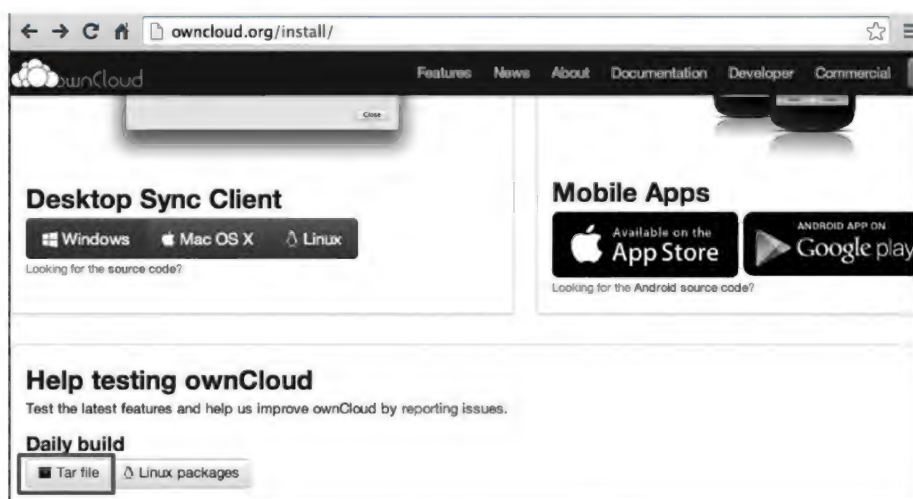 owncloud.org/install/
ownCloud
Features News About Documentation Developer Commercial
Close
Desktop Sync Client
Windows Mac OS X Linux
Looking for the source code?
Mobile Apps
Available on the
App Store
ANDROID APP ON
Google play
Looking for the Android source code?
Help testing ownCloud
Test the latest features and help us improve ownCloud by reporting issues.
Daily build
Tar file Linux packages